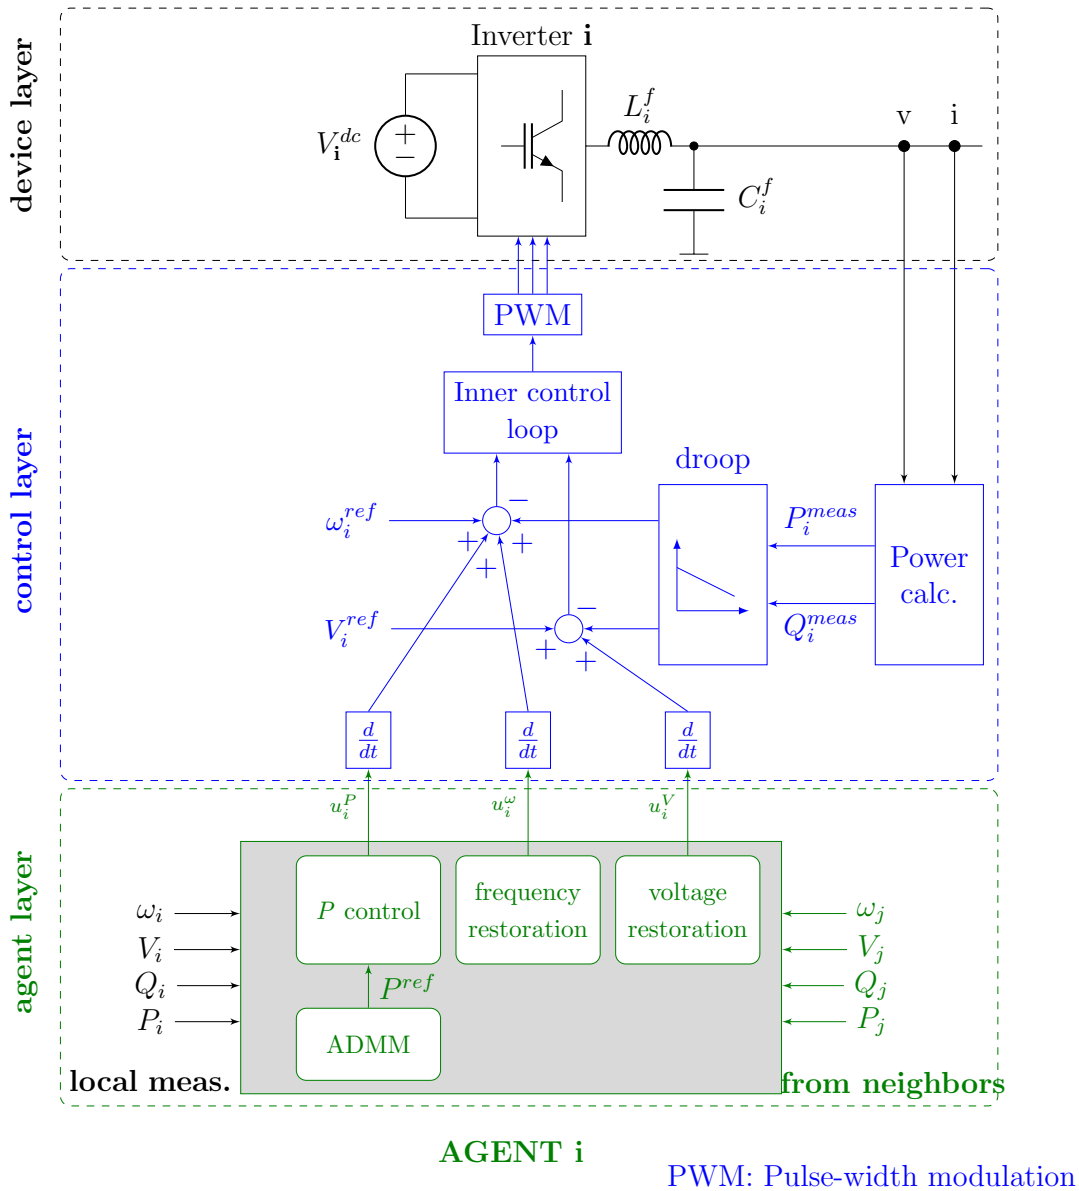 device layer
Inverter i
V_i^{dc}
+
−
L_i^f
C_i^f
v
i
control layer
PWM
Inner control
loop
droop
ω_i^{ref}
−
+
+
+
V_i^{ref}
−
+
+
P_i^{meas}
Q_i^{meas}
Power
calc.
d/dt
d/dt
d/dt
agent layer
u_i^P
u_i^ω
u_i^V
P control
frequency
restoration
voltage
restoration
P^{ref}
ADMM
ω_i
V_i
Q_i
P_i
local meas.
ω_j
V_j
Q_j
P_j
from neighbors
AGENT i
PWM: Pulse-width modulation